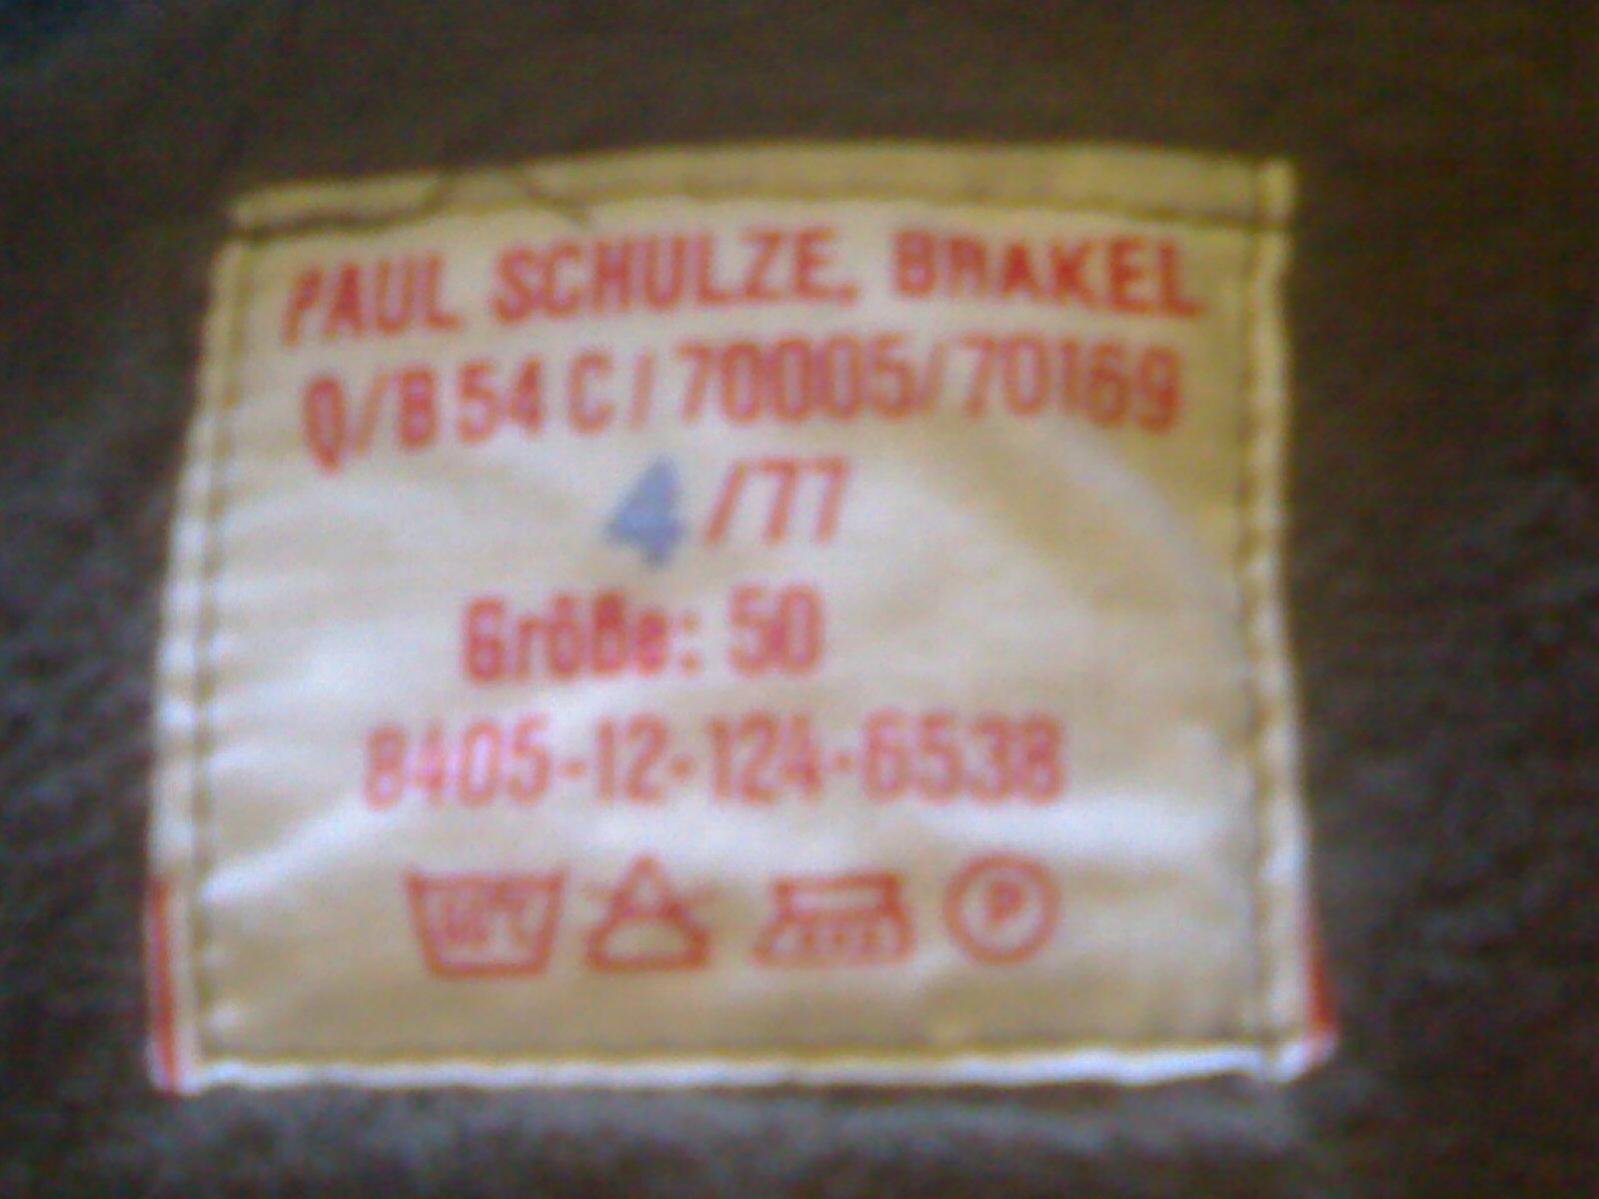 PAUL SCHULZE, BRAKEL
Q/B 54 C / 70005/70169
4/77
Größe: 50
8405-12-124-6538
P